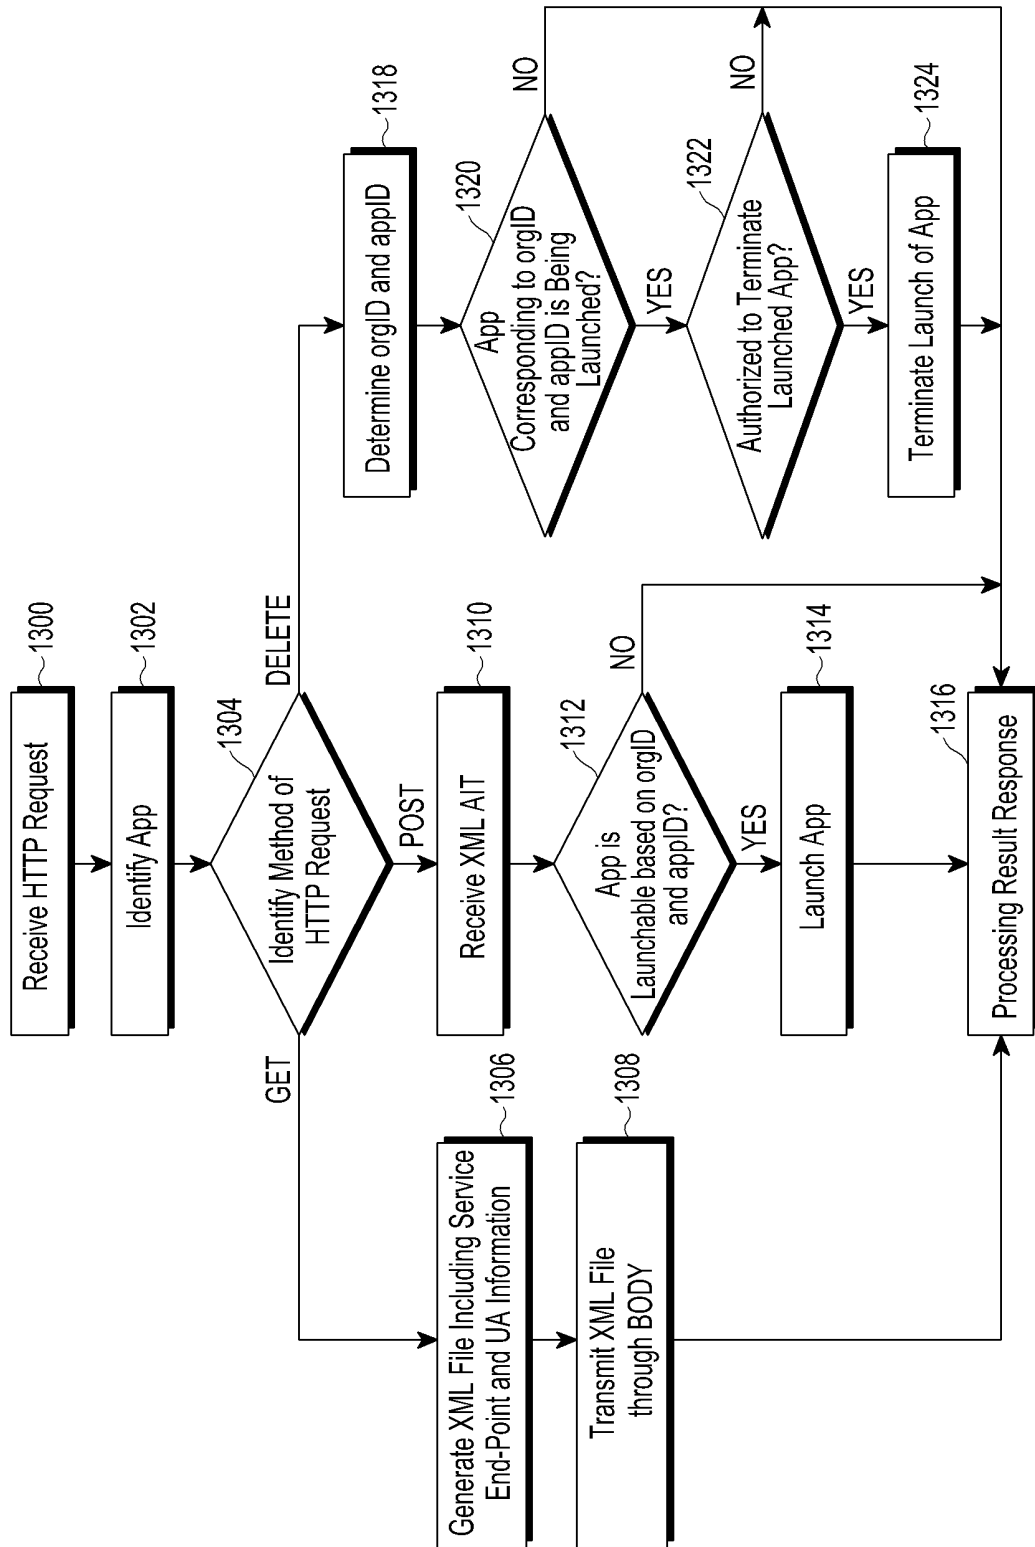 Receive HTTP Request
1300
Identify App
1302
Identify Method of
HTTP Request
1304
GET
POST
DELETE
Generate XML File Including Service
End-Point and UA Information
1306
Transmit XML File
through BODY
1308
Receive XML AIT
1310
App is
Launchable based on orgID
and appID?
1312
NO
YES
Launch App
1314
Processing Result Response
1316
Determine orgID and appID
1318
App
Corresponding to orgID
and appID is Being
Launched?
1320
NO
YES
Authorized to Terminate
Launched App?
1322
NO
YES
Terminate Launch of App
1324